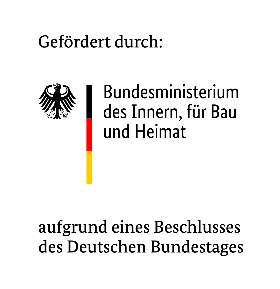 Gefördert durch:
Bundesministerium
des Innern, für Bau
und Heimat
aufgrund eines Beschlusses
des Deutschen Bundestages